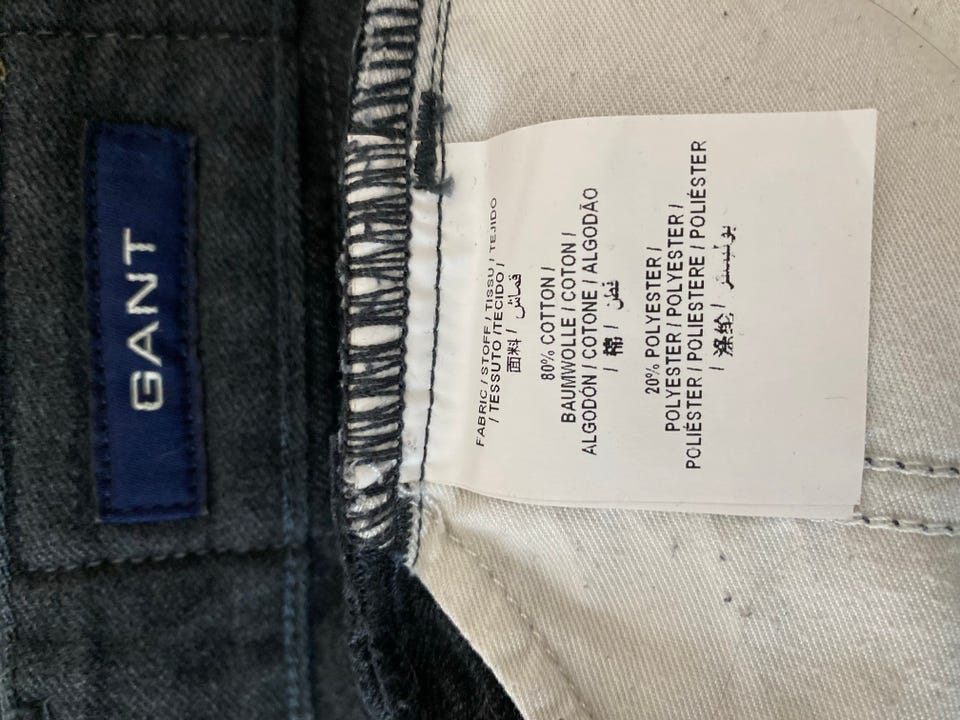 GANT
FABRIC / STOFF / TISSU / TEJIDO
/ TESSUTO /TECIDO /
面料 / قماش
80% COTTON /
BAUMWOLLE / COTON /
ALGODÓN / COTONE / ALGODÃO
/ 棉 / قطن
20% POLYESTER /
POLYESTER / POLYESTER /
POLIÉSTER / POLIESTERE / POLIÉSTER
/ 涤纶 / بوليستر